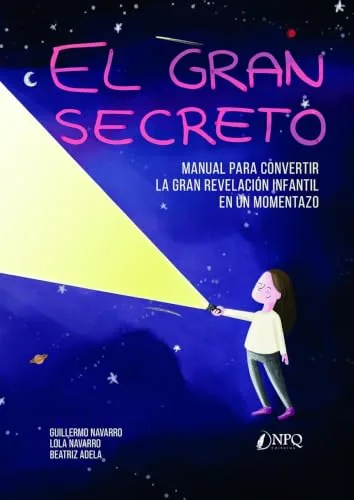 EL GRAN
SECRETO
MANUAL PARA CONVERTIR
LA GRAN REVELACIÓN INFANTIL
EN UN MOMENTAZO
GUILLERMO NAVARRO
LOLA NAVARRO
BEATRIZ ADELA
NPQ
Editores